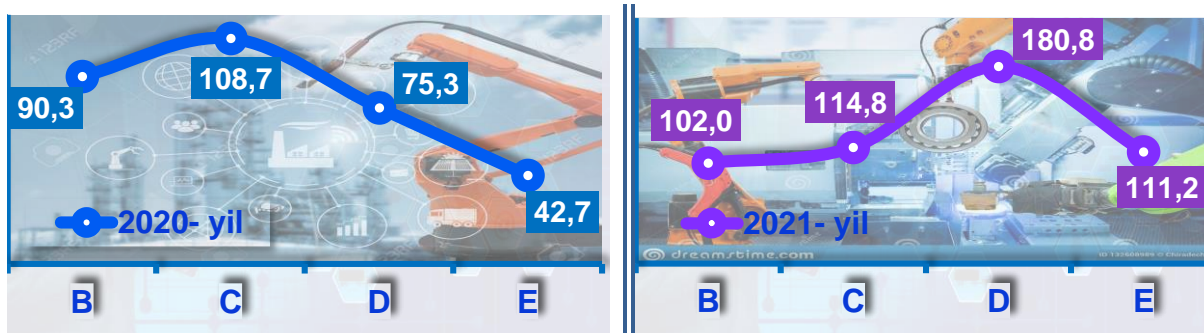 90,3
108,7
75,3
42,7
2020- yil
B C D E
102,0
114,8
180,8
111,2
2021- yil
dreamstime.com
B C D E